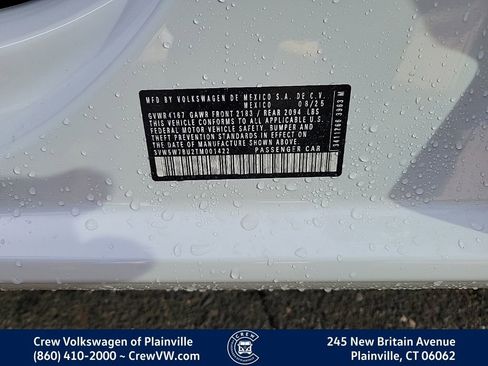 MFD BY VOLKSWAGEN DE MEXICO S.A. DE C.V.
MEXICO 08/25
GVWR 4167 GAWR FRONT 2183 / REAR 2094 LBS
THIS VEHICLE CONFORMS TO ALL APPLICABLE U.S.
FEDERAL MOTOR VEHICLE SAFETY, BUMPER AND
THEFT PREVENTION STANDARDS IN EFFECT ON
THE DATE OF MANUFACTURE SHOWN ABOVE.
3VW5W7BU2TM001422 PASSENGER CAR
CREW
Crew Volkswagen of Plainville
(860) 410-2000 ~ CrewVW.com
245 New Britain Avenue
Plainville, CT 06062